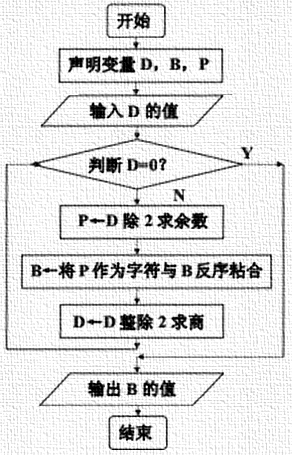 开始
声明变量 D，B，P
输入 D 的值
判断 D=0?
Y
N
P←D 除 2 求余数
B←将 P 作为字符与 B 反序粘合
D←D 整除 2 求商
输出 B 的值
结束